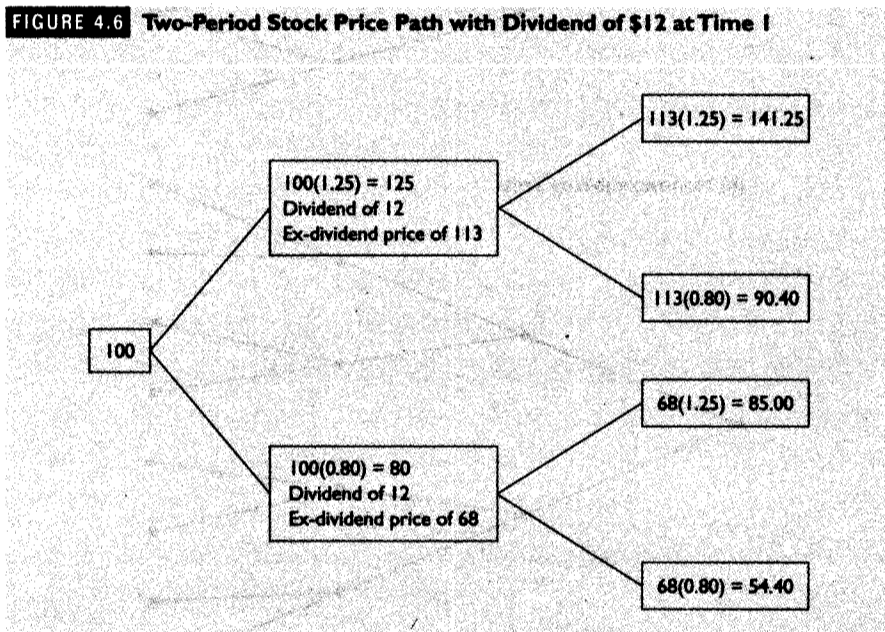 FIGURE 4.6 Two-Period Stock Price Path with Dividend of $12 at Time 1
113(1.25) = 141.25
100(1.25) = 125
Dividend of 12
Ex-dividend price of 113
113(0.80) = 90.40
100
68(1.25) = 85.00
100(0.80) = 80
Dividend of 12
Ex-dividend price of 68
68(0.80) = 54.40